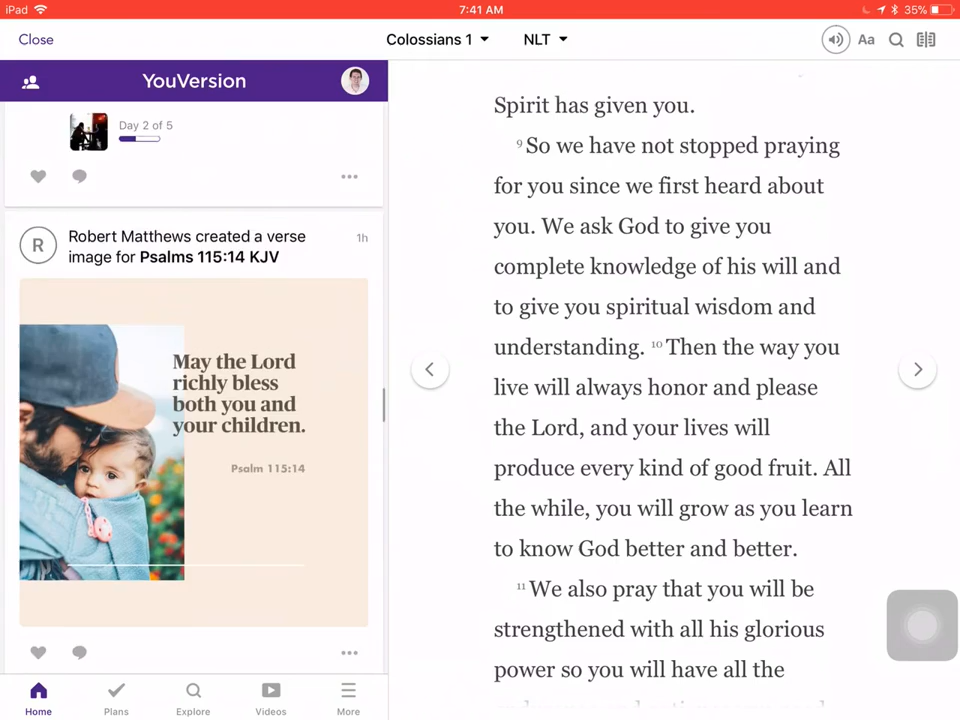 iPad 7:41 AM 35%
Close Colossians 1 NLT Aa
YouVersion
Day 2 of 5
R
Robert Matthews created a verse 1h
image for Psalms 115:14 KJV
May the Lord
richly bless
both you and
your children.
Psalm 115:14
Home Plans Explore Videos More
Spirit has given you.
9 So we have not stopped praying
for you since we first heard about
you. We ask God to give you
complete knowledge of his will and
to give you spiritual wisdom and
understanding. 10 Then the way you
live will always honor and please
the Lord, and your lives will
produce every kind of good fruit. All
the while, you will grow as you learn
to know God better and better.
11 We also pray that you will be
strengthened with all his glorious
power so you will have all the